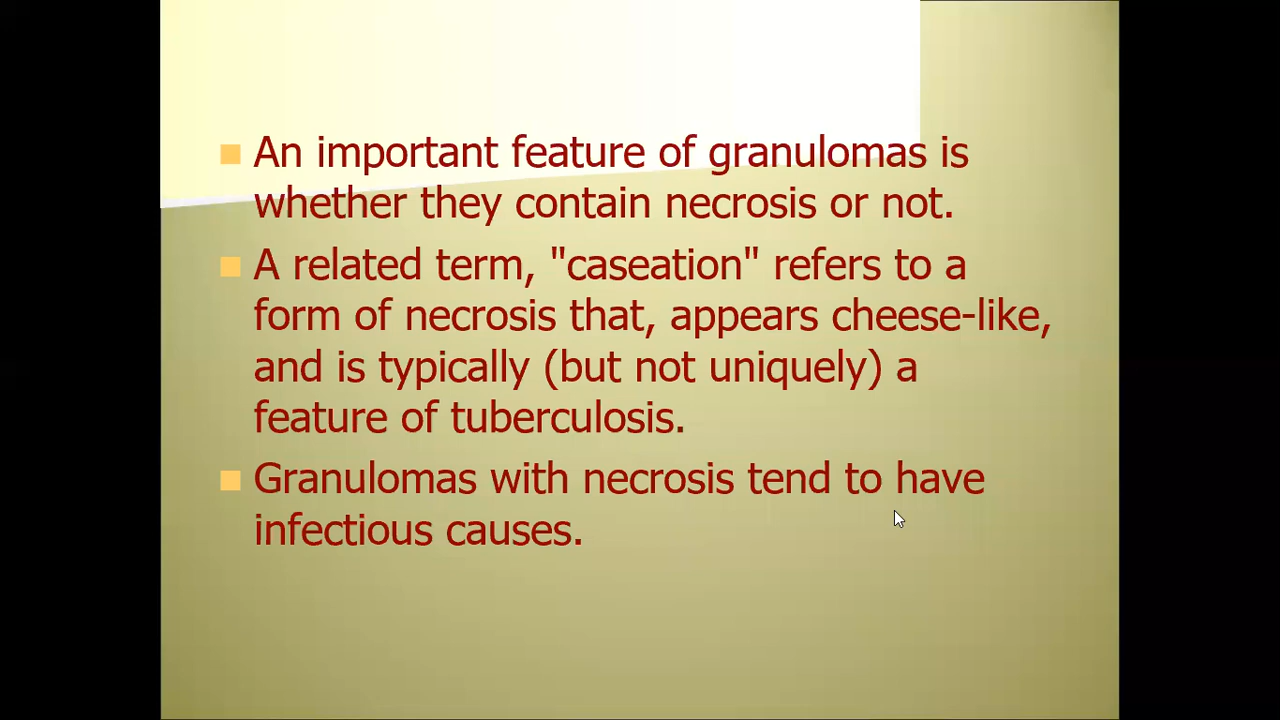 An important feature of granulomas is
whether they contain necrosis or not.
A related term, "caseation" refers to a
form of necrosis that, appears cheese-like,
and is typically (but not uniquely) a
feature of tuberculosis.
Granulomas with necrosis tend to have
infectious causes.